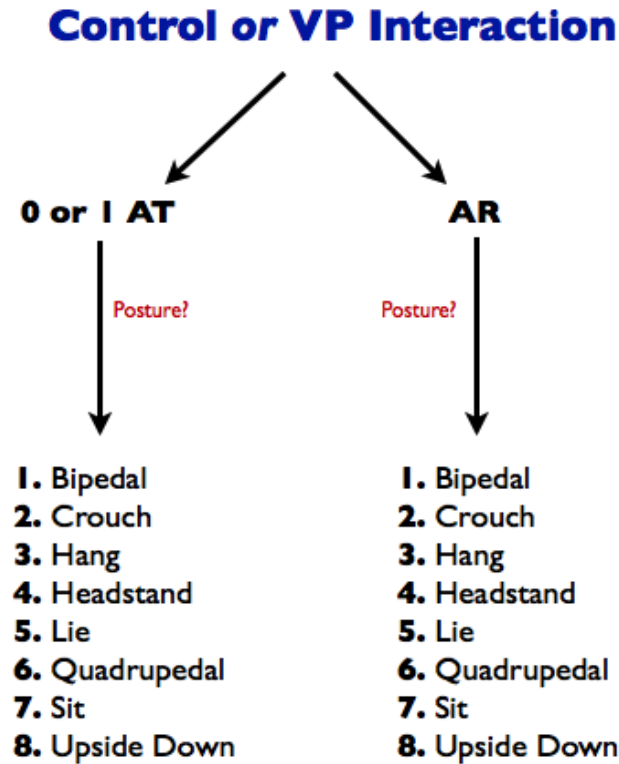 Control or VP Interaction
0 or 1 AT
AR
Posture?
Posture?
1. Bipedal
2. Crouch
3. Hang
4. Headstand
5. Lie
6. Quadrupedal
7. Sit
8. Upside Down
1. Bipedal
2. Crouch
3. Hang
4. Headstand
5. Lie
6. Quadrupedal
7. Sit
8. Upside Down